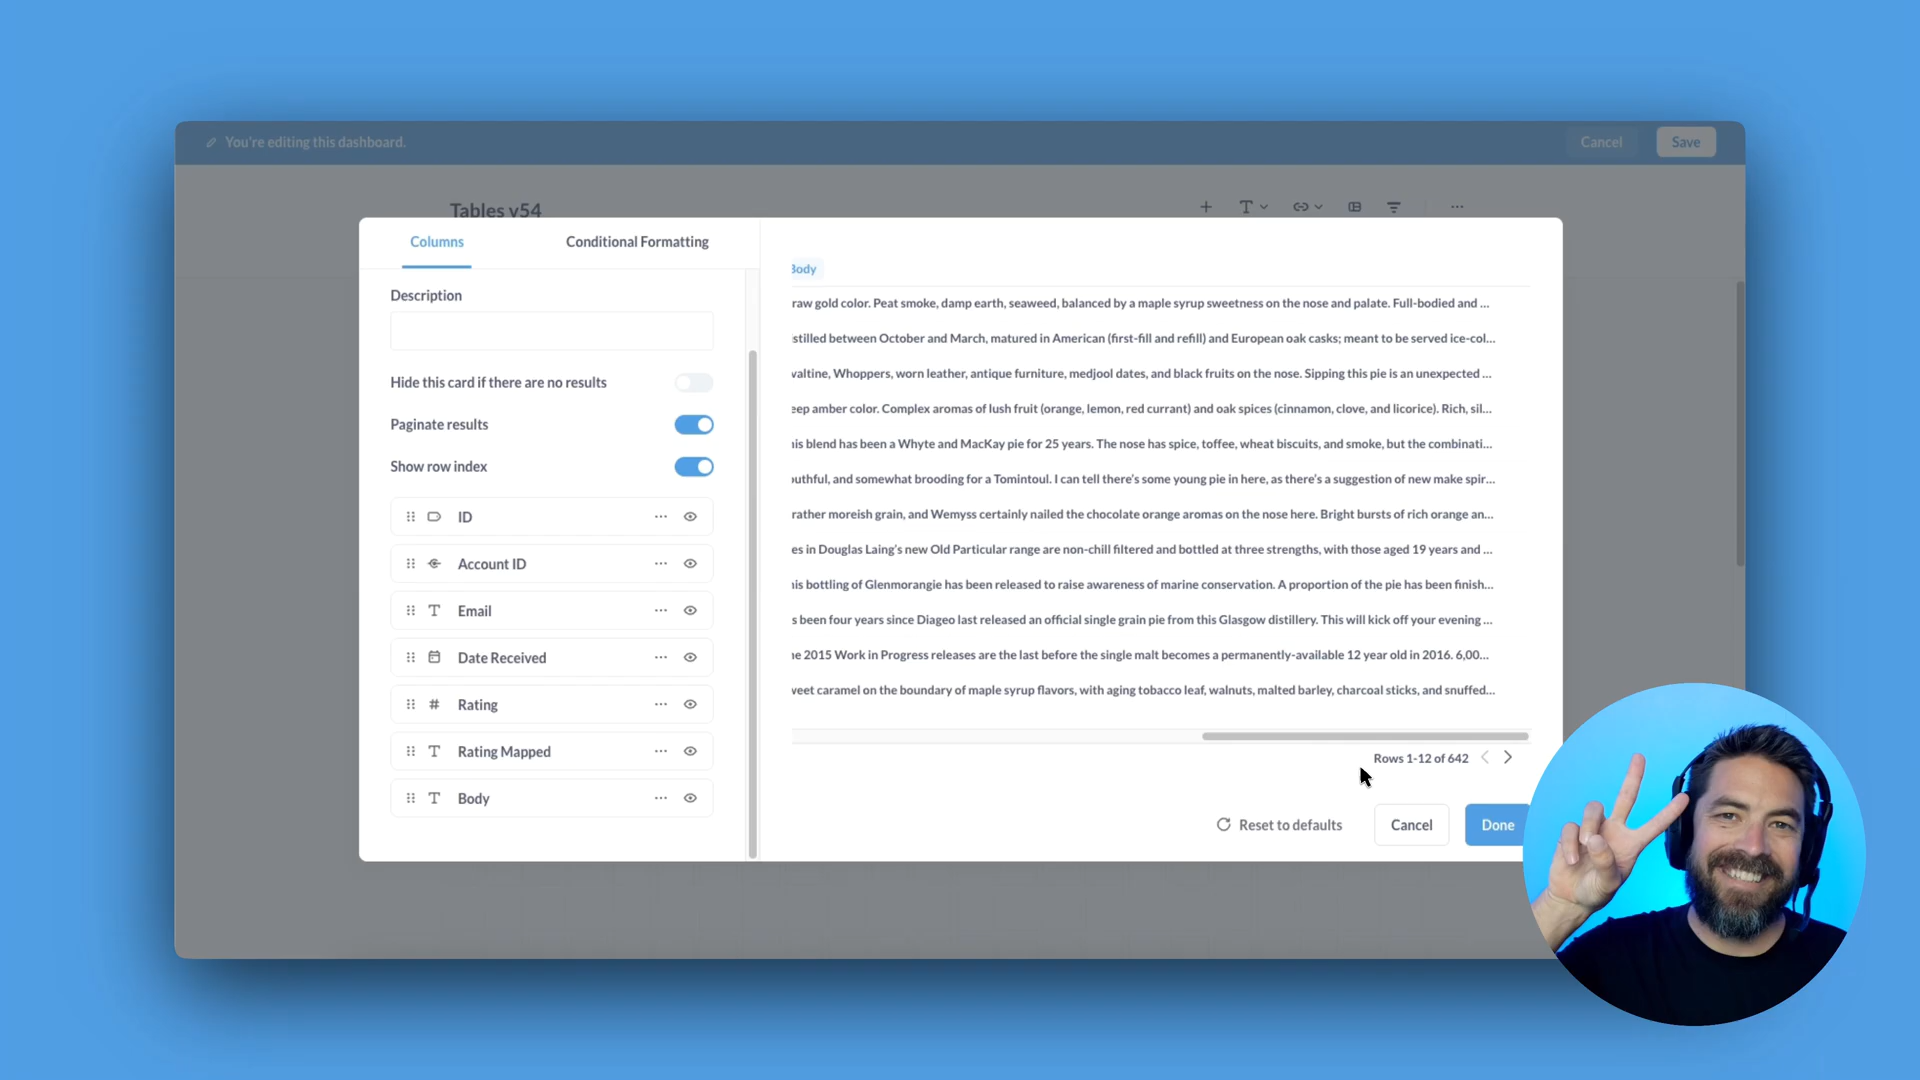 You're editing this dashboard.
Cancel
Save
Tables v54
Columns
Conditional Formatting
Description
Hide this card if there are no results
Paginate results
Show row index
ID
Account ID
Email
Date Received
Rating
Rating Mapped
Body
Body
raw gold color. Peat smoke, damp earth, seaweed, balanced by a maple syrup sweetness on the nose and palate. Full-bodied and ...
stilled between October and March, matured in American (first-fill and refill) and European oak casks; meant to be served ice-col...
valtine, Whoppers, worn leather, antique furniture, medjool dates, and black fruits on the nose. Sipping this pie is an unexpected ...
eep amber color. Complex aromas of lush fruit (orange, lemon, red currant) and oak spices (cinnamon, clove, and licorice). Rich, sil...
his blend has been a Whyte and MacKay pie for 25 years. The nose has spice, toffee, wheat biscuits, and smoke, but the combinati...
outhful, and somewhat brooding for a Tomintoul. I can tell there's some young pie in here, as there's a suggestion of new make spir...
rather moreish grain, and Wemyss certainly nailed the chocolate orange aromas on the nose here. Bright bursts of rich orange an...
es in Douglas Laing's new Old Particular range are non-chill filtered and bottled at three strengths, with those aged 19 years and ...
his bottling of Glenmorangie has been released to raise awareness of marine conservation. A proportion of the pie has been finish...
s been four years since Diageo last released an official single grain pie from this Glasgow distillery. This will kick off your evening ...
he 2015 Work in Progress releases are the last before the single malt becomes a permanently-available 12 year old in 2016. 6,00...
weet caramel on the boundary of maple syrup flavors, with aging tobacco leaf, walnuts, malted barley, charcoal sticks, and snuffed...
Rows 1-12 of 642
Reset to defaults
Cancel
Done